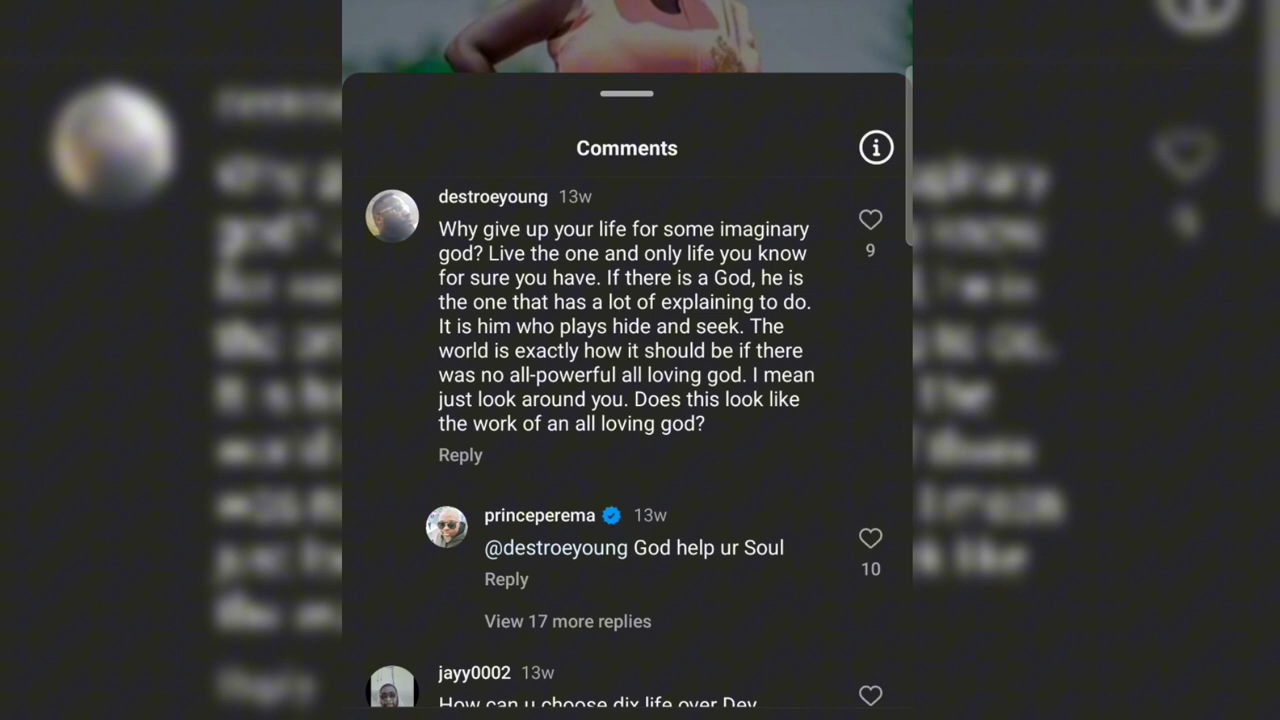 Comments
destroeyoung 13w
Why give up your life for some imaginary
god? Live the one and only life you know
for sure you have. If there is a God, he is
the one that has a lot of explaining to do.
It is him who plays hide and seek. The
world is exactly how it should be if there
was no all-powerful all loving god. I mean
just look around you. Does this look like
the work of an all loving god?
9
Reply
princeperema 13w
@destroeyoung God help ur Soul
10
Reply
View 17 more replies
jayy0002 13w
How can u choose dix life over Dey